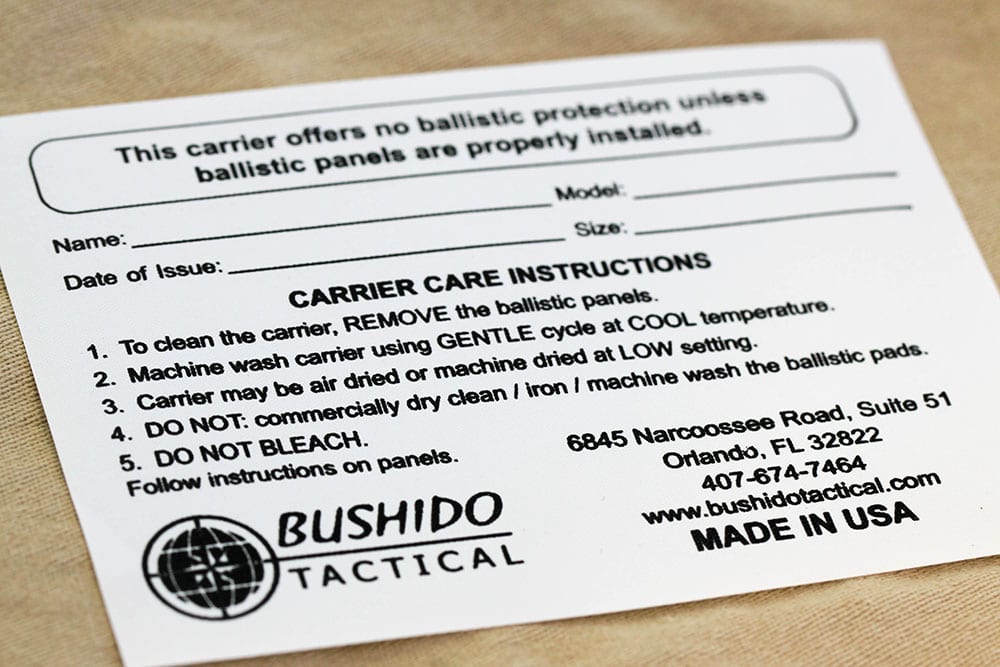 This carrier offers no ballistic protection unless
ballistic panels are properly installed.
Name: Model:
Date of Issue: Size:
CARRIER CARE INSTRUCTIONS
1. To clean the carrier, REMOVE the ballistic panels.
2. Machine wash carrier using GENTLE cycle at COOL temperature.
3. Carrier may be air dried or machine dried at LOW setting.
4. DO NOT: commercially dry clean / iron / machine wash the ballistic pads.
5. DO NOT BLEACH.
Follow instructions on panels.
BUSHIDO
TACTICAL
6845 Narcoossee Road, Suite 51
Orlando, FL 32822
407-674-7464
www.bushidotactical.com
MADE IN USA